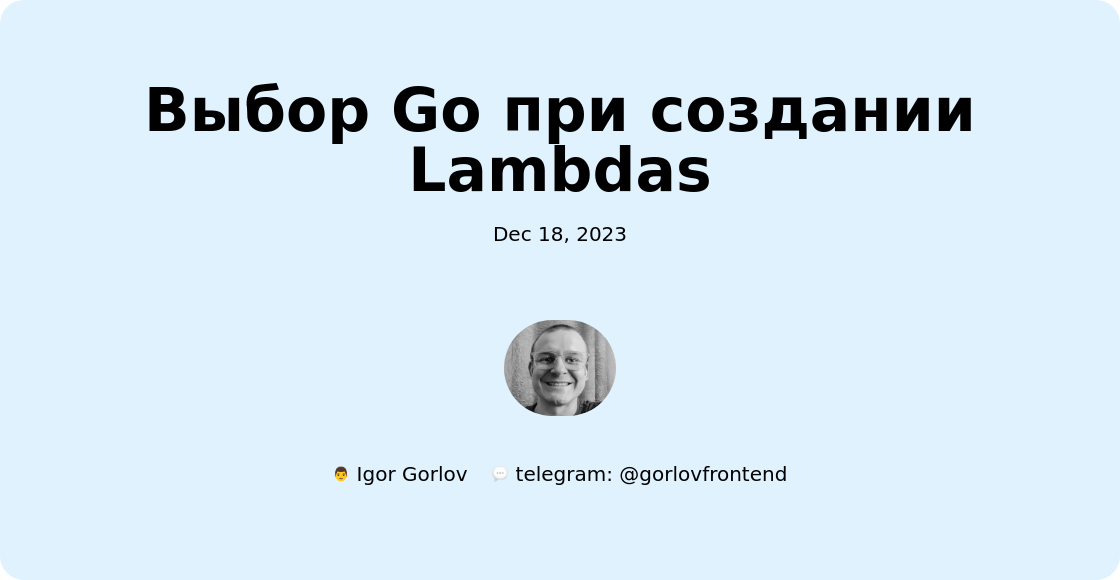 Выбор Go при создании
Lambdas
Dec 18, 2023
👨 Igor Gorlov 💬 telegram: @gorlovfrontend